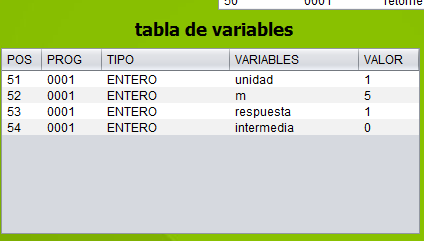 50 0001 retorne
tabla de variables
POS PROG TIPO VARIABLES VALOR
51 0001 ENTERO unidad 1
52 0001 ENTERO m 5
53 0001 ENTERO respuesta 1
54 0001 ENTERO intermedia 0